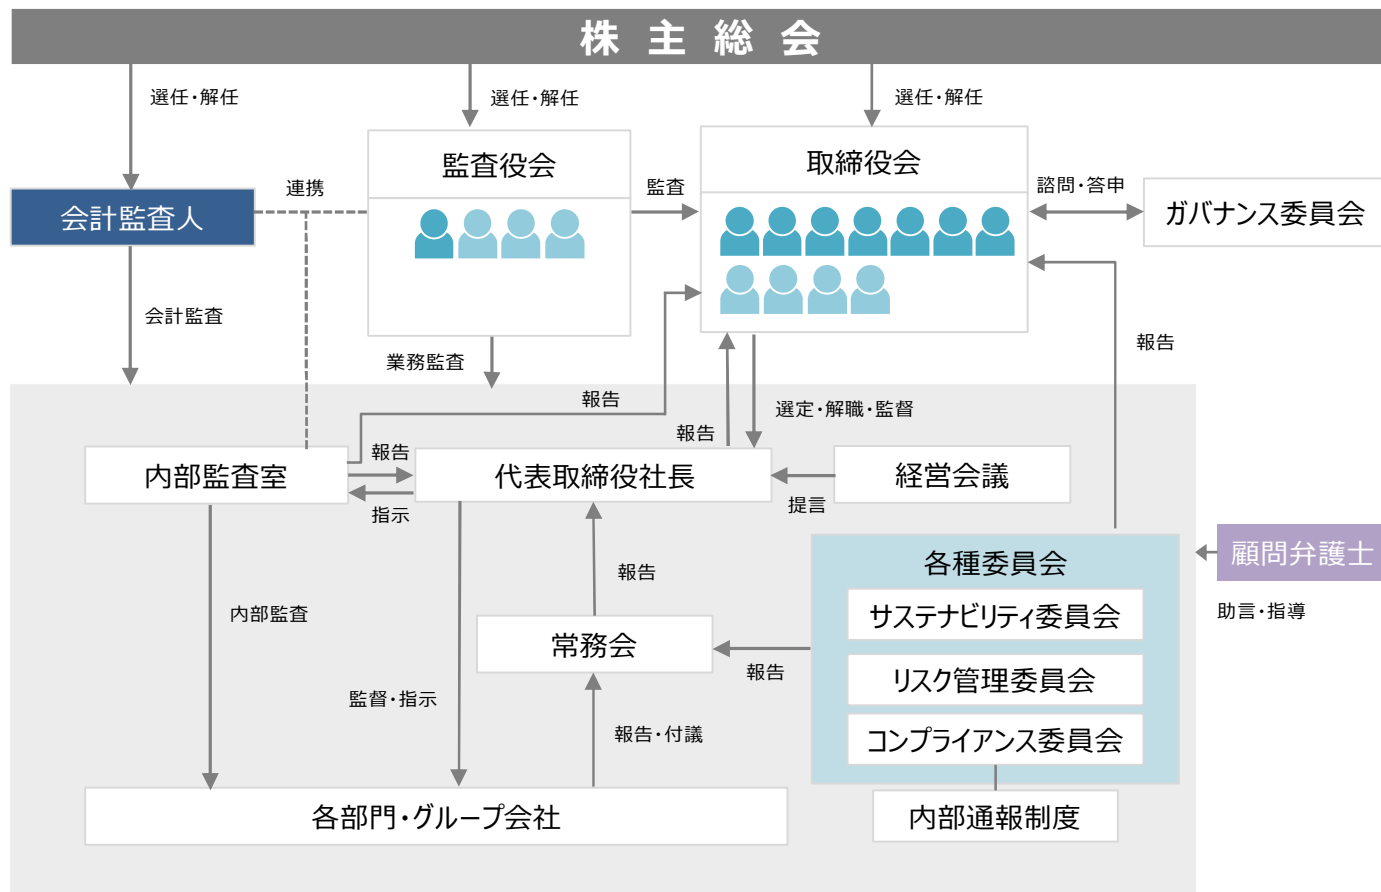 株主総会
選任・解任
選任・解任
選任・解任
監査役会
取締役会
連携
監査
諮問・答申
会計監査人
ガバナンス委員会
会計監査
業務監査
報告
報告
選定・解職・監督
報告
内部監査室
報告
指示
代表取締役社長
提言
経営会議
顧問弁護士
助言・指導
各種委員会
サステナビリティ委員会
リスク管理委員会
コンプライアンス委員会
報告
内部監査
常務会
報告
監督・指示
報告・付議
各部門・グループ会社
内部通報制度